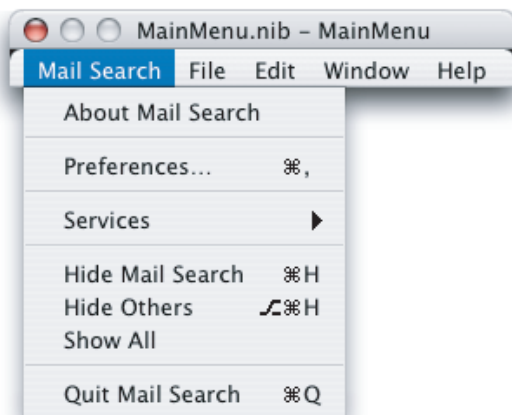 MainMenu.nib – MainMenu
Mail Search File Edit Window Help
About Mail Search
Preferences... ⌘,
Services
Hide Mail Search ⌘H
Hide Others ⌥⌘H
Show All
Quit Mail Search ⌘Q